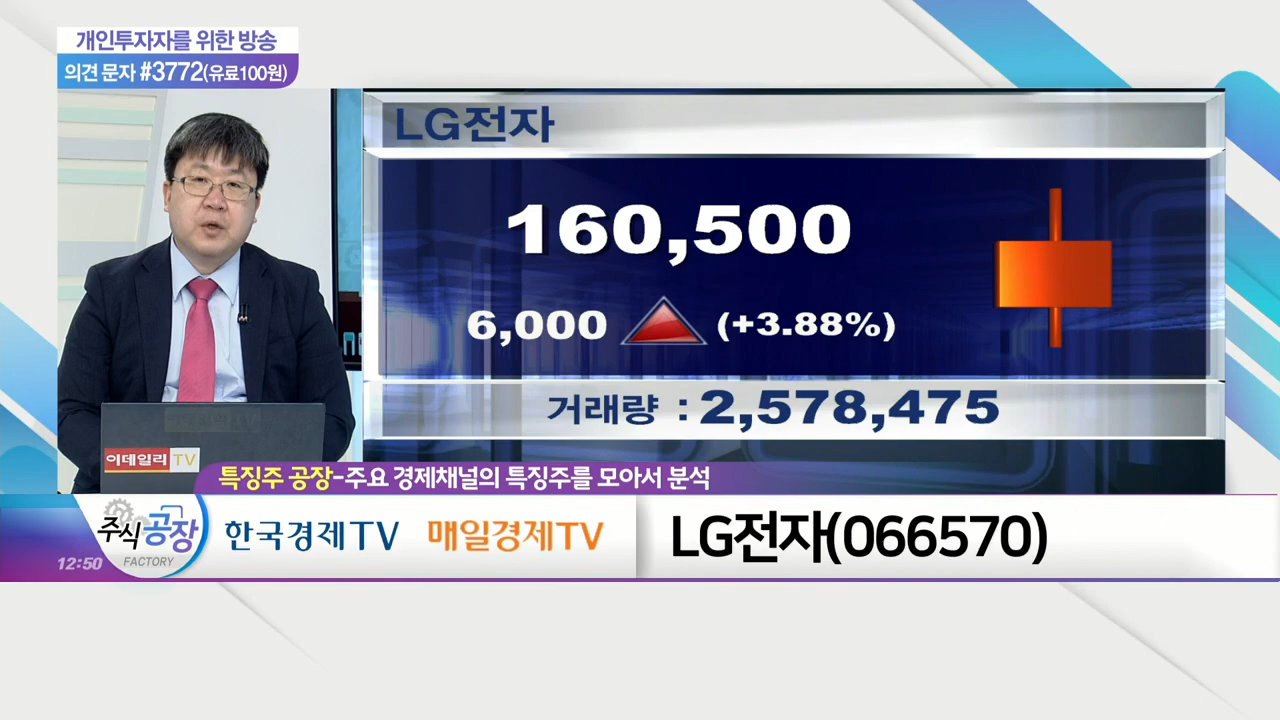 개인투자자를 위한 방송
의견 문자 #3772(유료100원)
LG전자
160,500
6,000 (+3.88%)
거래량 : 2,578,475
이데일리 TV
특징주 공장-주요 경제채널의 특징주를 모아서 분석
주식공장
FACTORY
12:50
한국경제TV 매일경제TV
LG전자(066570)